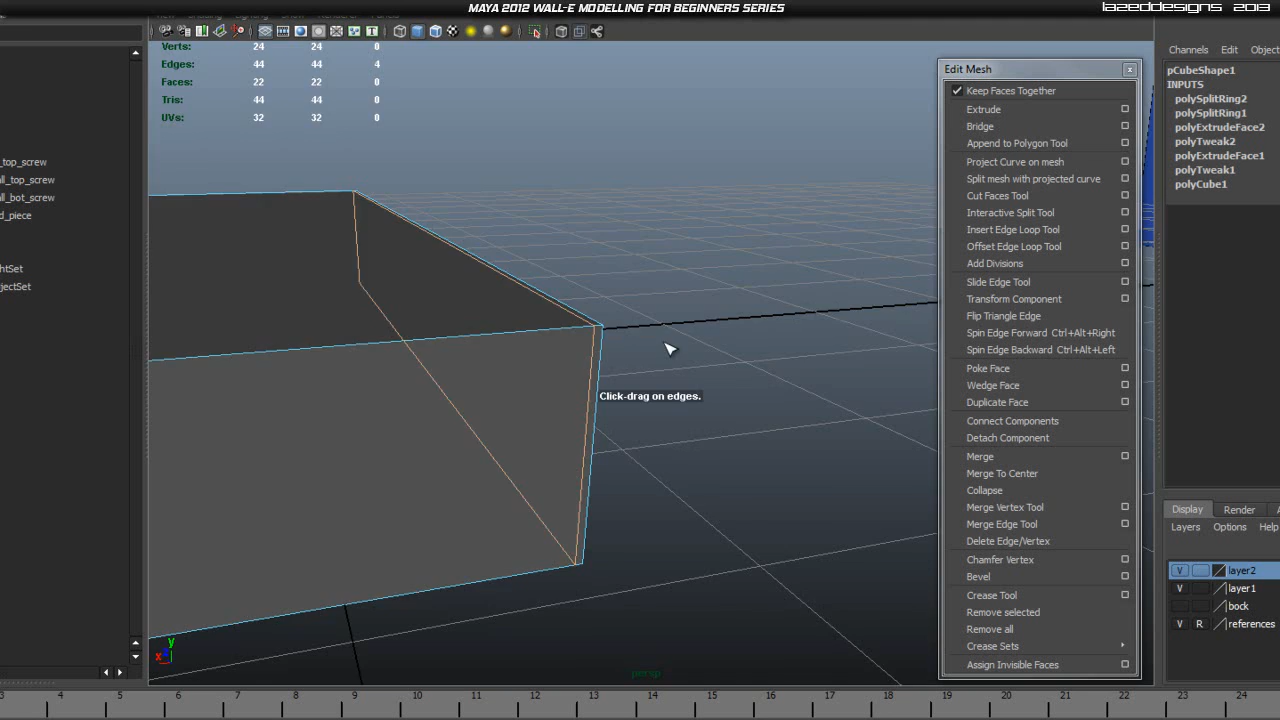 MAYA 2012 WALL-E MODELLING FOR BEGINNERS SERIES
lazeddesigns 2013
Verts: 24 24 0
Edges: 44 44 4
Faces: 22 22 0
Tris: 44 44 0
UVs: 32 32 0
_top_screw
ll_top_screw
ll_bot_screw
d_piece
htSet
jectSet
Click-drag on edges.
persp
y
x
Edit Mesh
x
Keep Faces Together
Extrude
Bridge
Append to Polygon Tool
Project Curve on mesh
Split mesh with projected curve
Cut Faces Tool
Interactive Split Tool
Insert Edge Loop Tool
Offset Edge Loop Tool
Add Divisions
Slide Edge Tool
Transform Component
Flip Triangle Edge
Spin Edge Forward Ctrl+Alt+Right
Spin Edge Backward Ctrl+Alt+Left
Poke Face
Wedge Face
Duplicate Face
Connect Components
Detach Component
Merge
Merge To Center
Collapse
Merge Vertex Tool
Merge Edge Tool
Delete Edge/Vertex
Chamfer Vertex
Bevel
Crease Tool
Remove selected
Remove all
Crease Sets
Assign Invisible Faces
Channels Edit Object
pCubeShape1
INPUTS
polySplitRing2
polySplitRing1
polyExtrudeFace2
polyTweak2
polyExtrudeFace1
polyTweak1
polyCube1
Display Render A
Layers Options Help
V layer2
V layer1
bock
V R references
3 4 5 6 7 8 9 10 11 12 13 14 15 16 17 18 19 20 21 22 23 24